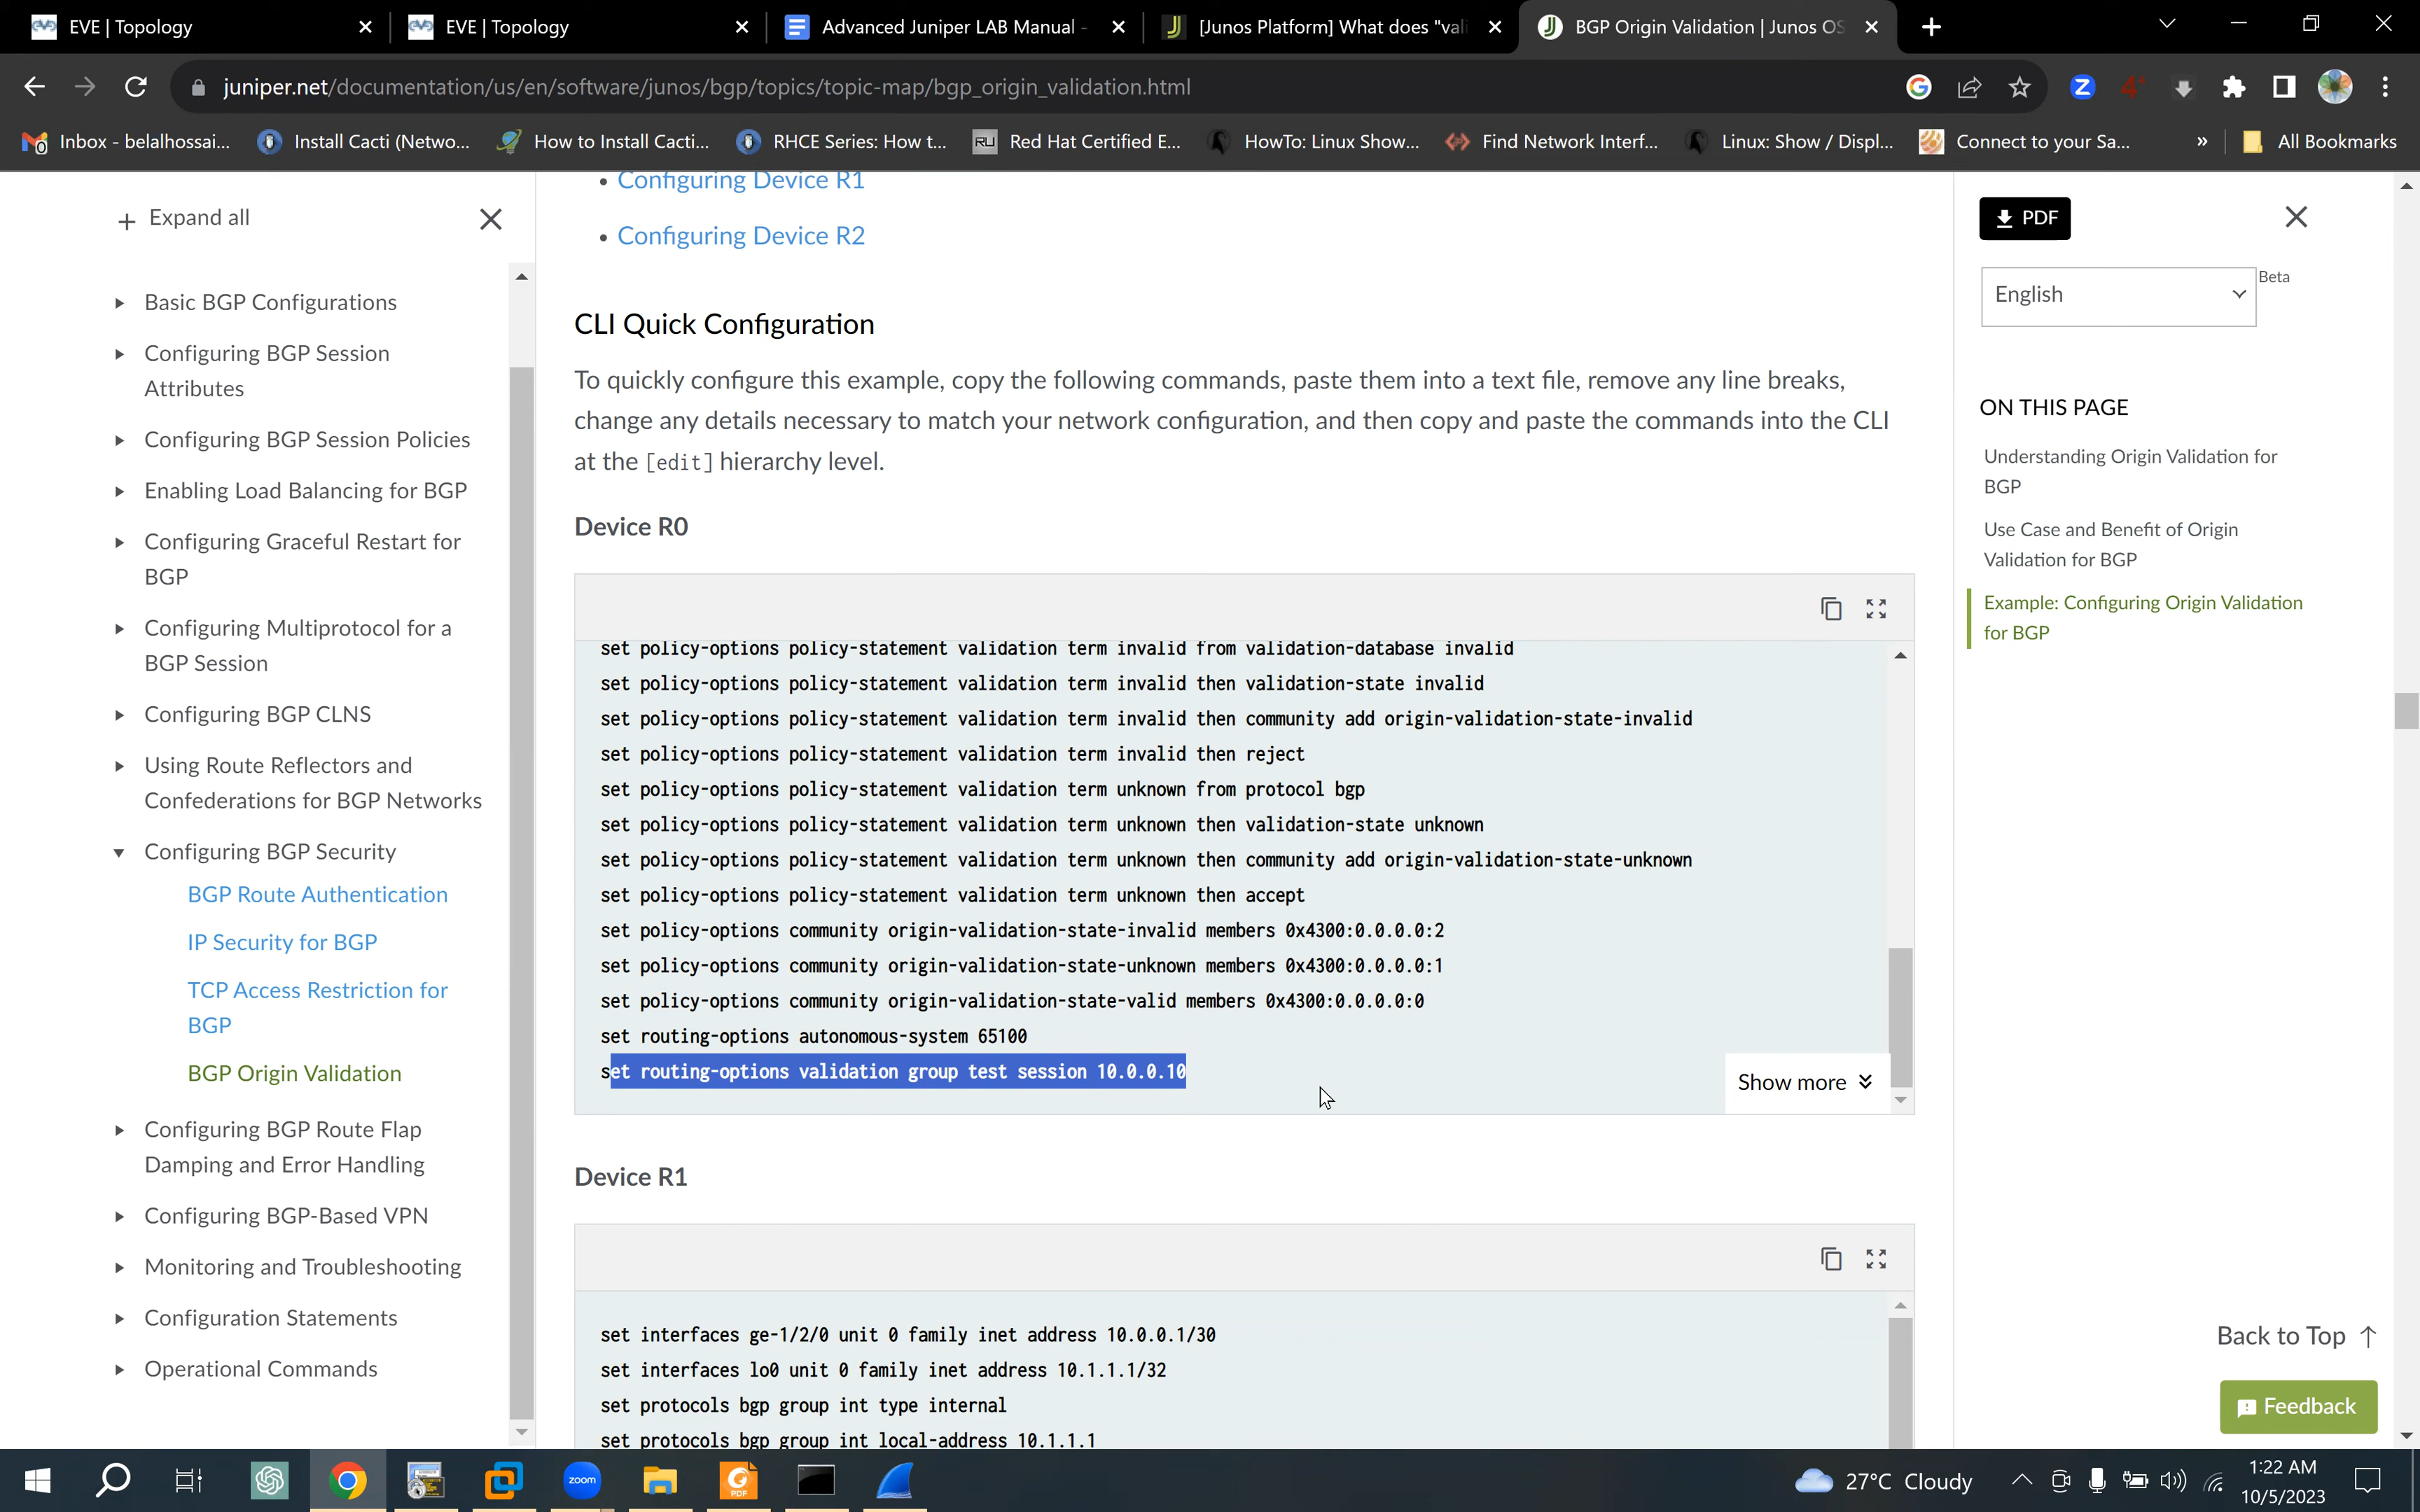 EVE | Topology
EVE | Topology
Advanced Juniper LAB Manual -
[Junos Platform] What does "vali
BGP Origin Validation | Junos OS
juniper.net/documentation/us/en/software/junos/bgp/topics/topic-map/bgp_origin_validation.html
Inbox - belalhossai...
Install Cacti (Netwo...
How to Install Cacti...
RHCE Series: How t...
RU
Red Hat Certified E...
HowTo: Linux Show...
Find Network Interf...
Linux: Show / Displ...
Connect to your Sa...
»
All Bookmarks
Expand all
Basic BGP Configurations
Configuring BGP Session
Attributes
Configuring BGP Session Policies
Enabling Load Balancing for BGP
Configuring Graceful Restart for
BGP
Configuring Multiprotocol for a
BGP Session
Configuring BGP CLNS
Using Route Reflectors and
Confederations for BGP Networks
Configuring BGP Security
BGP Route Authentication
IP Security for BGP
TCP Access Restriction for
BGP
BGP Origin Validation
Configuring BGP Route Flap
Damping and Error Handling
Configuring BGP-Based VPN
Monitoring and Troubleshooting
Configuration Statements
Operational Commands
• Configuring Device R1
• Configuring Device R2
CLI Quick Configuration
To quickly configure this example, copy the following commands, paste them into a text file, remove any line breaks,
change any details necessary to match your network configuration, and then copy and paste the commands into the CLI
at the [edit] hierarchy level.
Device R0
set policy-options policy-statement validation term invalid from validation-database invalid
set policy-options policy-statement validation term invalid then validation-state invalid
set policy-options policy-statement validation term invalid then community add origin-validation-state-invalid
set policy-options policy-statement validation term invalid then reject
set policy-options policy-statement validation term unknown from protocol bgp
set policy-options policy-statement validation term unknown then validation-state unknown
set policy-options policy-statement validation term unknown then community add origin-validation-state-unknown
set policy-options policy-statement validation term unknown then accept
set policy-options community origin-validation-state-invalid members 0x4300:0.0.0.0:2
set policy-options community origin-validation-state-unknown members 0x4300:0.0.0.0:1
set policy-options community origin-validation-state-valid members 0x4300:0.0.0.0:0
set routing-options autonomous-system 65100
set routing-options validation group test session 10.0.0.10
Show more
Device R1
set interfaces ge-1/2/0 unit 0 family inet address 10.0.0.1/30
set interfaces lo0 unit 0 family inet address 10.1.1.1/32
set protocols bgp group int type internal
set protocols bgp group int local-address 10.1.1.1
PDF
English
Beta
ON THIS PAGE
Understanding Origin Validation for
BGP
Use Case and Benefit of Origin
Validation for BGP
Example: Configuring Origin Validation
for BGP
Back to Top ↑
Feedback
zoom
PDF
27°C Cloudy
1:22 AM
10/5/2023